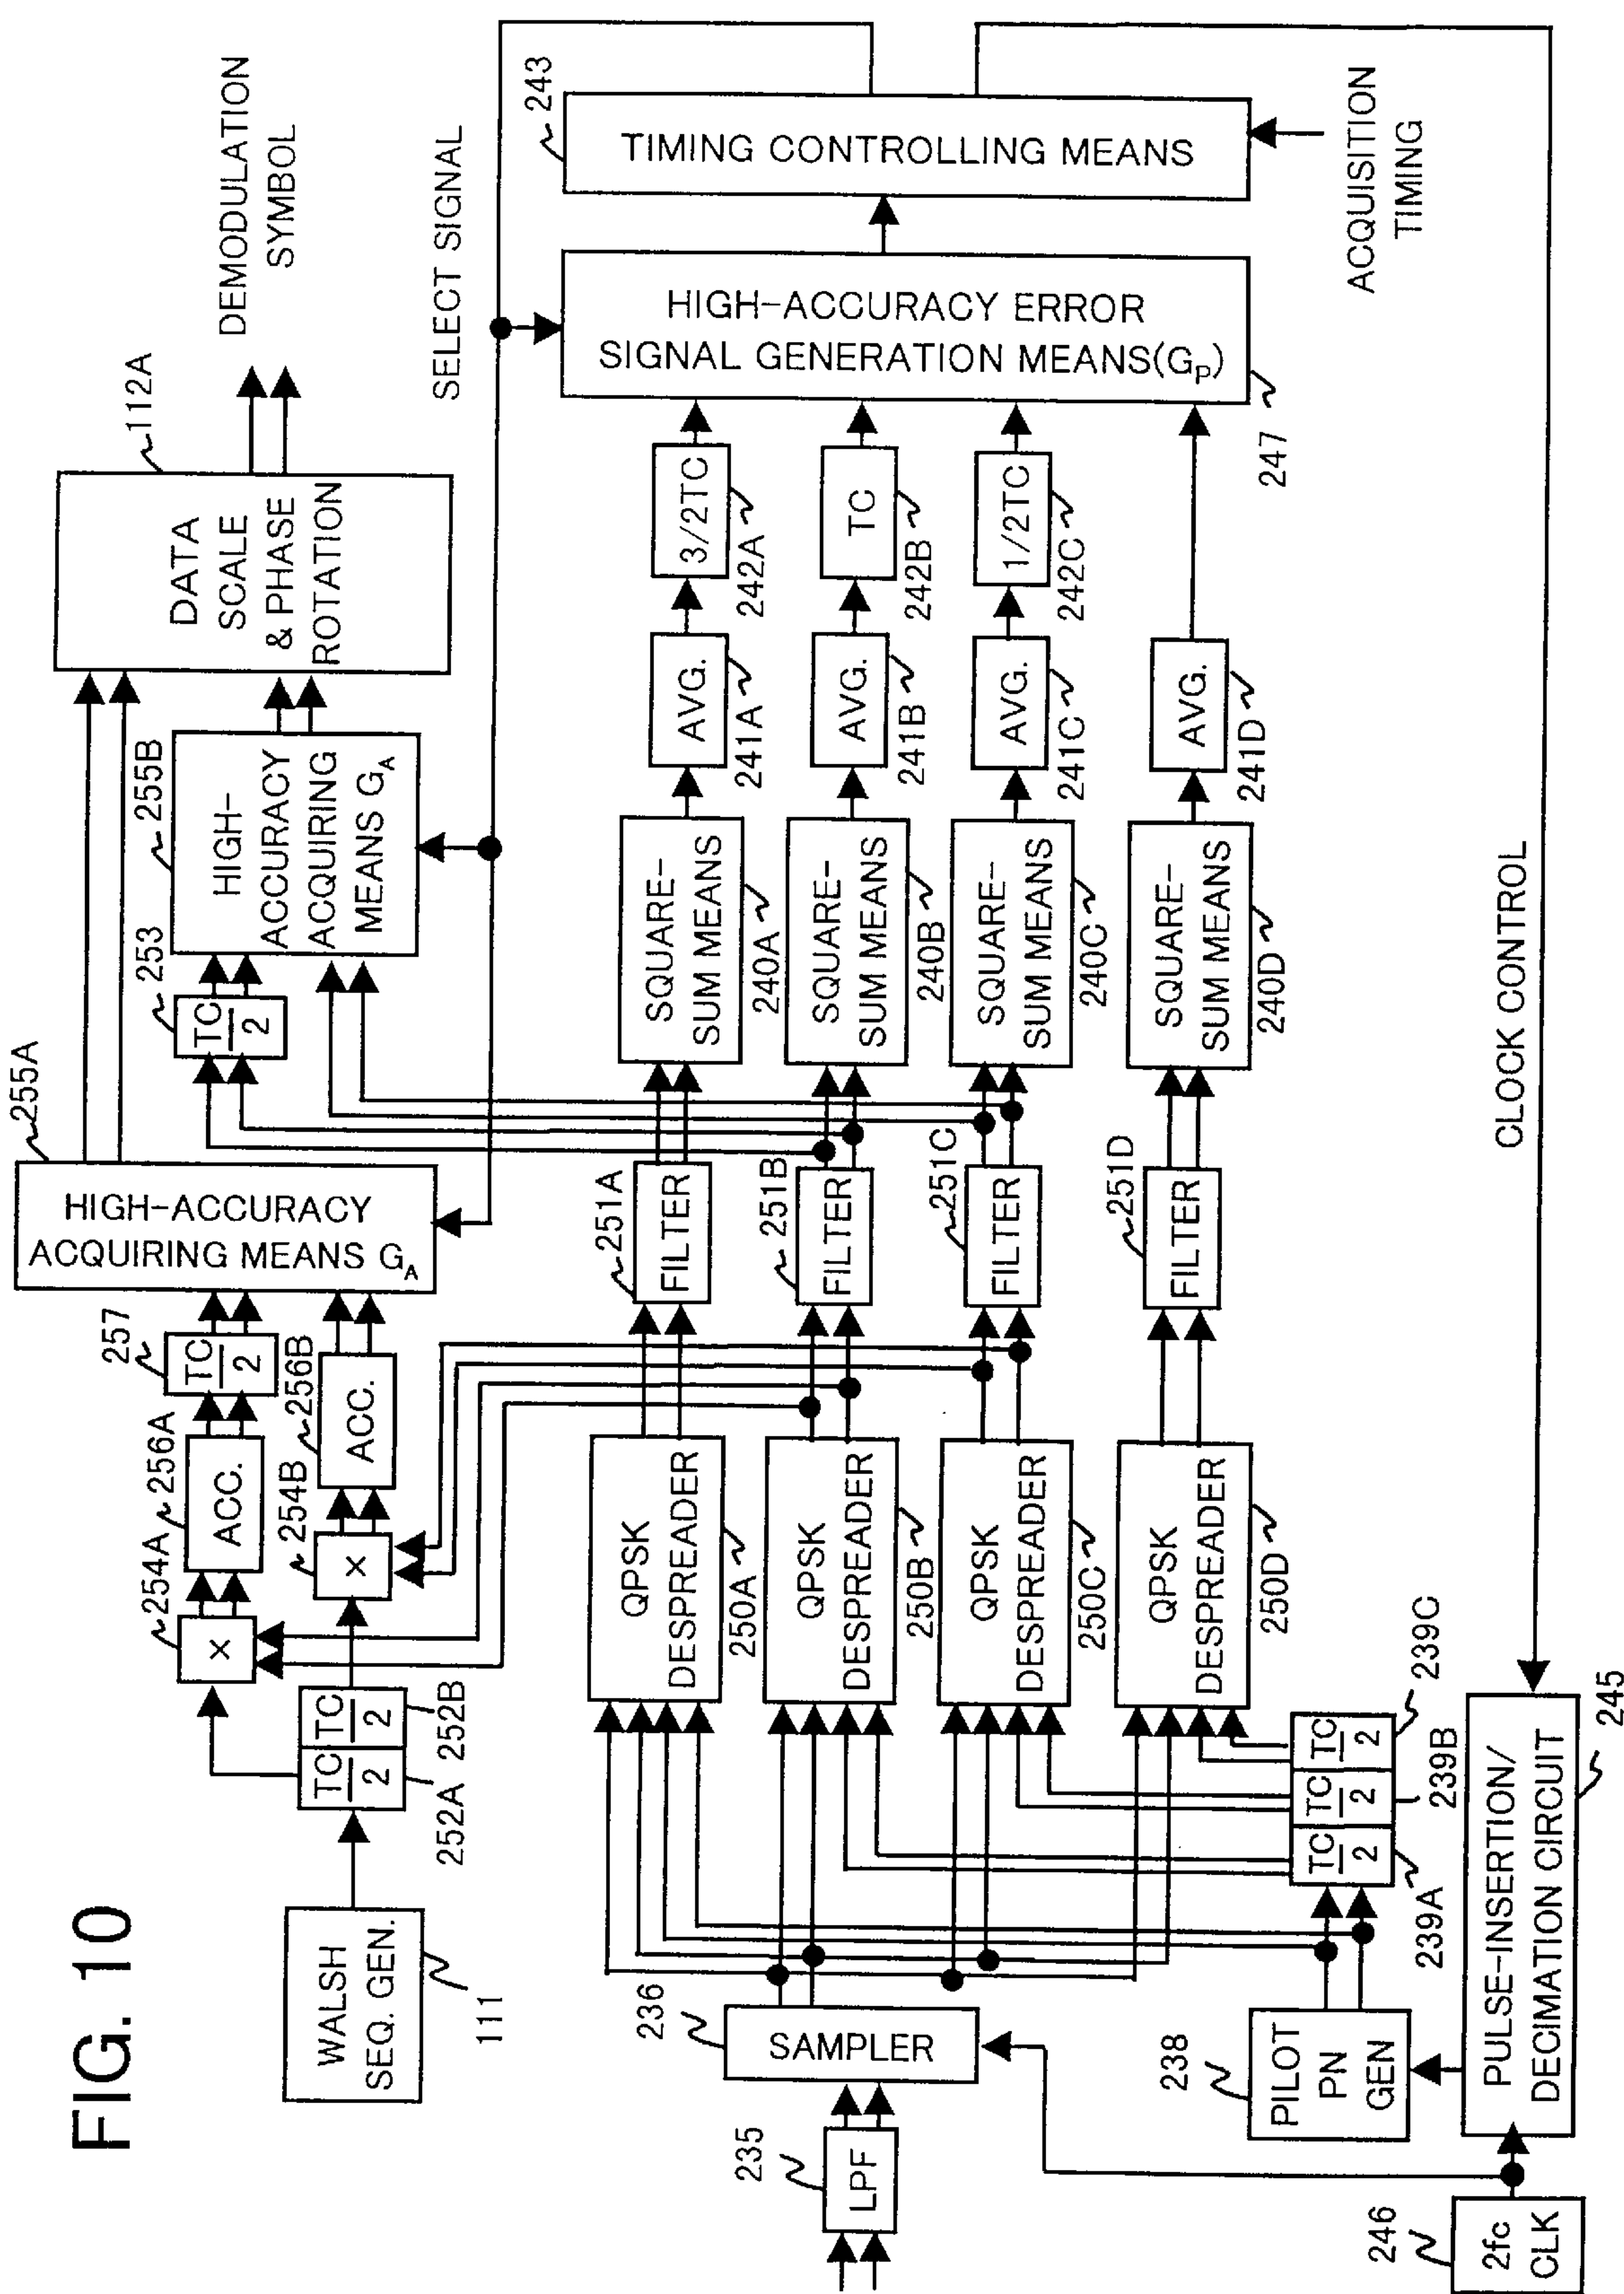 FIG. 10
WALSH
SEQ. GEN.
111
TC
2
TC
2
252A
252B
×
254A
×
254B
ACC.
256A
ACC.
256B
TC
2
257
HIGH-ACCURACY
ACQUIRING MEANS GA
255A
TC
2
253
HIGH-
ACCURACY
ACQUIRING
MEANS GA
255B
DATA
SCALE
& PHASE
ROTATION
112A
DEMODULATION
SYMBOL
SELECT SIGNAL
LPF
235
SAMPLER
236
QPSK
DESPREADER
250A
FILTER
251A
SQUARE-
SUM MEANS
240A
AVG.
241A
3/2TC
242A
QPSK
DESPREADER
250B
FILTER
251B
SQUARE-
SUM MEANS
240B
AVG.
241B
TC
242B
QPSK
DESPREADER
250C
FILTER
251C
SQUARE-
SUM MEANS
240C
AVG.
241C
1/2TC
242C
QPSK
DESPREADER
250D
FILTER
251D
SQUARE-
SUM MEANS
240D
AVG.
241D
HIGH-ACCURACY ERROR
SIGNAL GENERATION MEANS(GP)
247
TIMING CONTROLLING MEANS
243
ACQUISITION
TIMING
PILOT
PN
GEN
238
TC
2
TC
2
TC
2
239A
239B
239C
2fc
CLK
246
PULSE-INSERTION/
DECIMATION CIRCUIT
245
CLOCK CONTROL